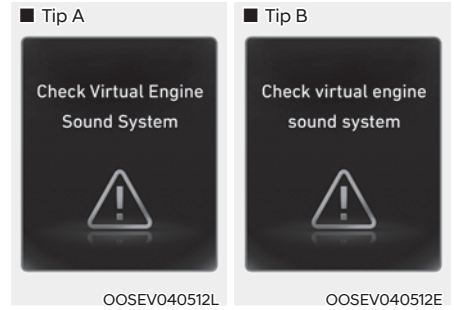 ■ Tip A
Check Virtual Engine
Sound System
OOSEV040512L
■ Tip B
Check virtual engine
sound system
OOSEV040512E